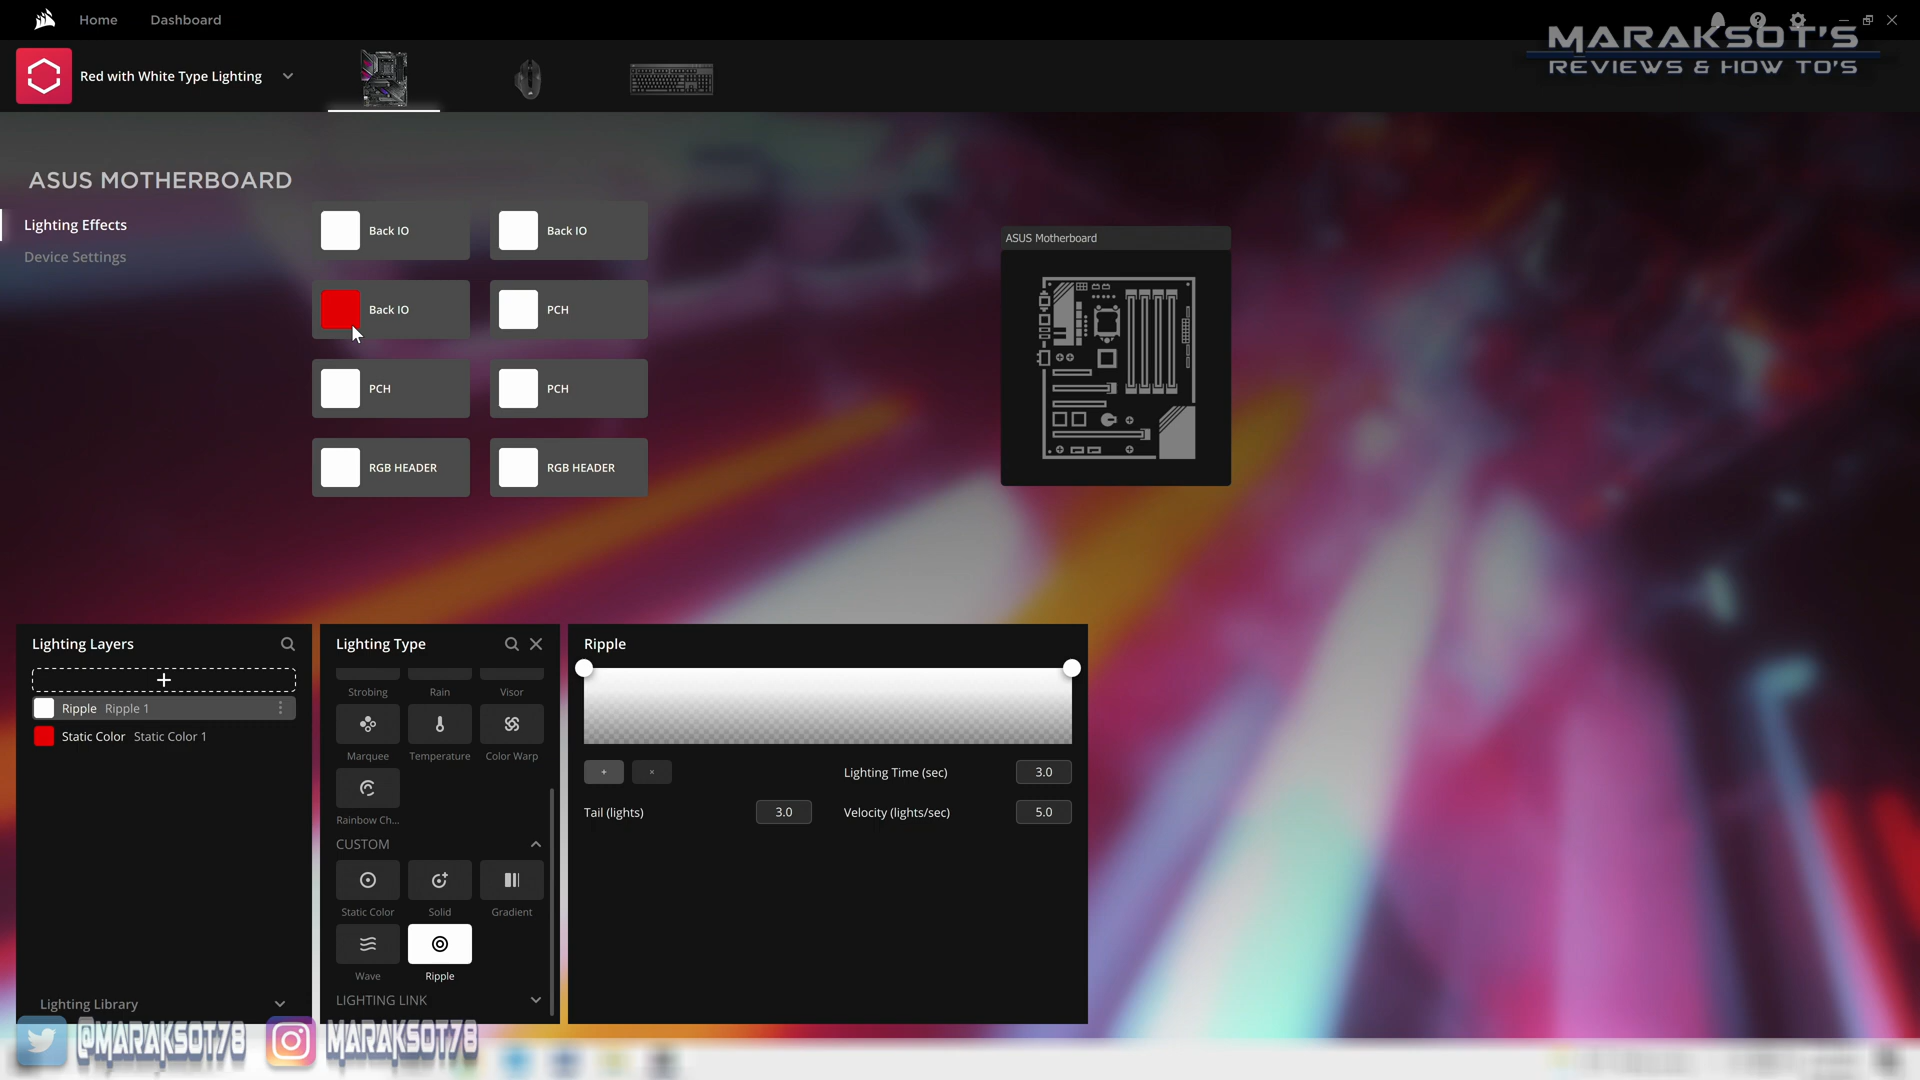 Home
Dashboard
Red with White Type Lighting
MARAKSOT'S
REVIEWS & HOW TO'S
ASUS MOTHERBOARD
Lighting Effects
Device Settings
Back IO
Back IO
Back IO
PCH
PCH
PCH
RGB HEADER
RGB HEADER
ASUS Motherboard
Lighting Layers
Ripple Ripple 1
Static Color Static Color 1
Lighting Library
Lighting Type
Strobing
Rain
Visor
Marquee
Temperature
Color Warp
Rainbow Ch...
CUSTOM
Static Color
Solid
Gradient
Wave
Ripple
LIGHTING LINK
Ripple
Lighting Time (sec)
3.0
Tail (lights)
3.0
Velocity (lights/sec)
5.0
@MARAKSOT78
MARAKSOT78